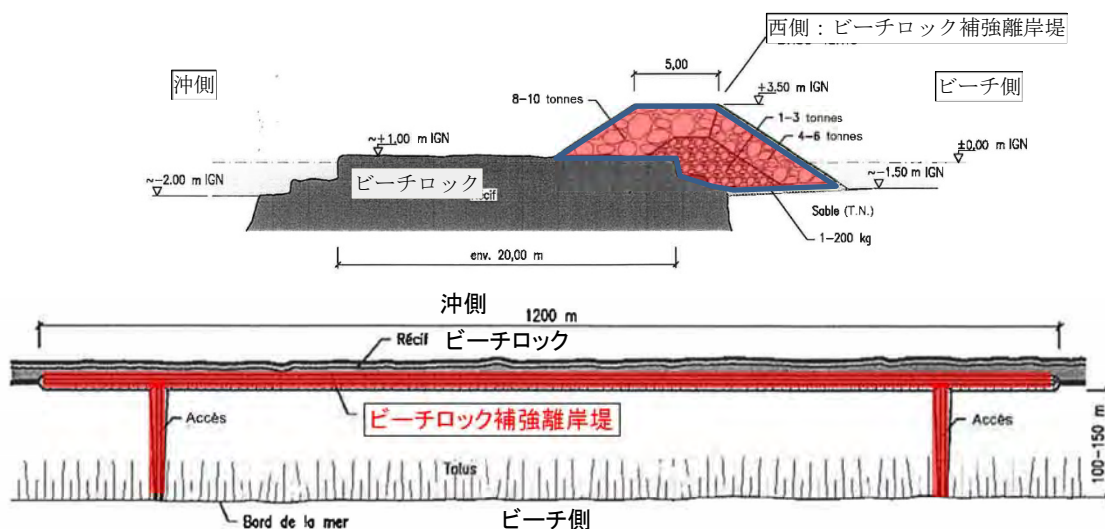 西側：ビーチロック補強離岸堤
沖側
5,00
ビーチ側
+3,50 m IGN
8-10 tonnes
1-3 tonnes
4-6 tonnes
~+1,00 m IGN
±0,00 m IGN
ビーチロック
~-2,00 m IGN
~-1,50 m IGN
Sable (T.N.)
1-200 kg
env. 20,00 m
沖側
1200 m
Récif ビーチロック
Accès
ビーチロック補強離岸堤
Accès
100-150 m
Talus
Bord de la mer
ビーチ側